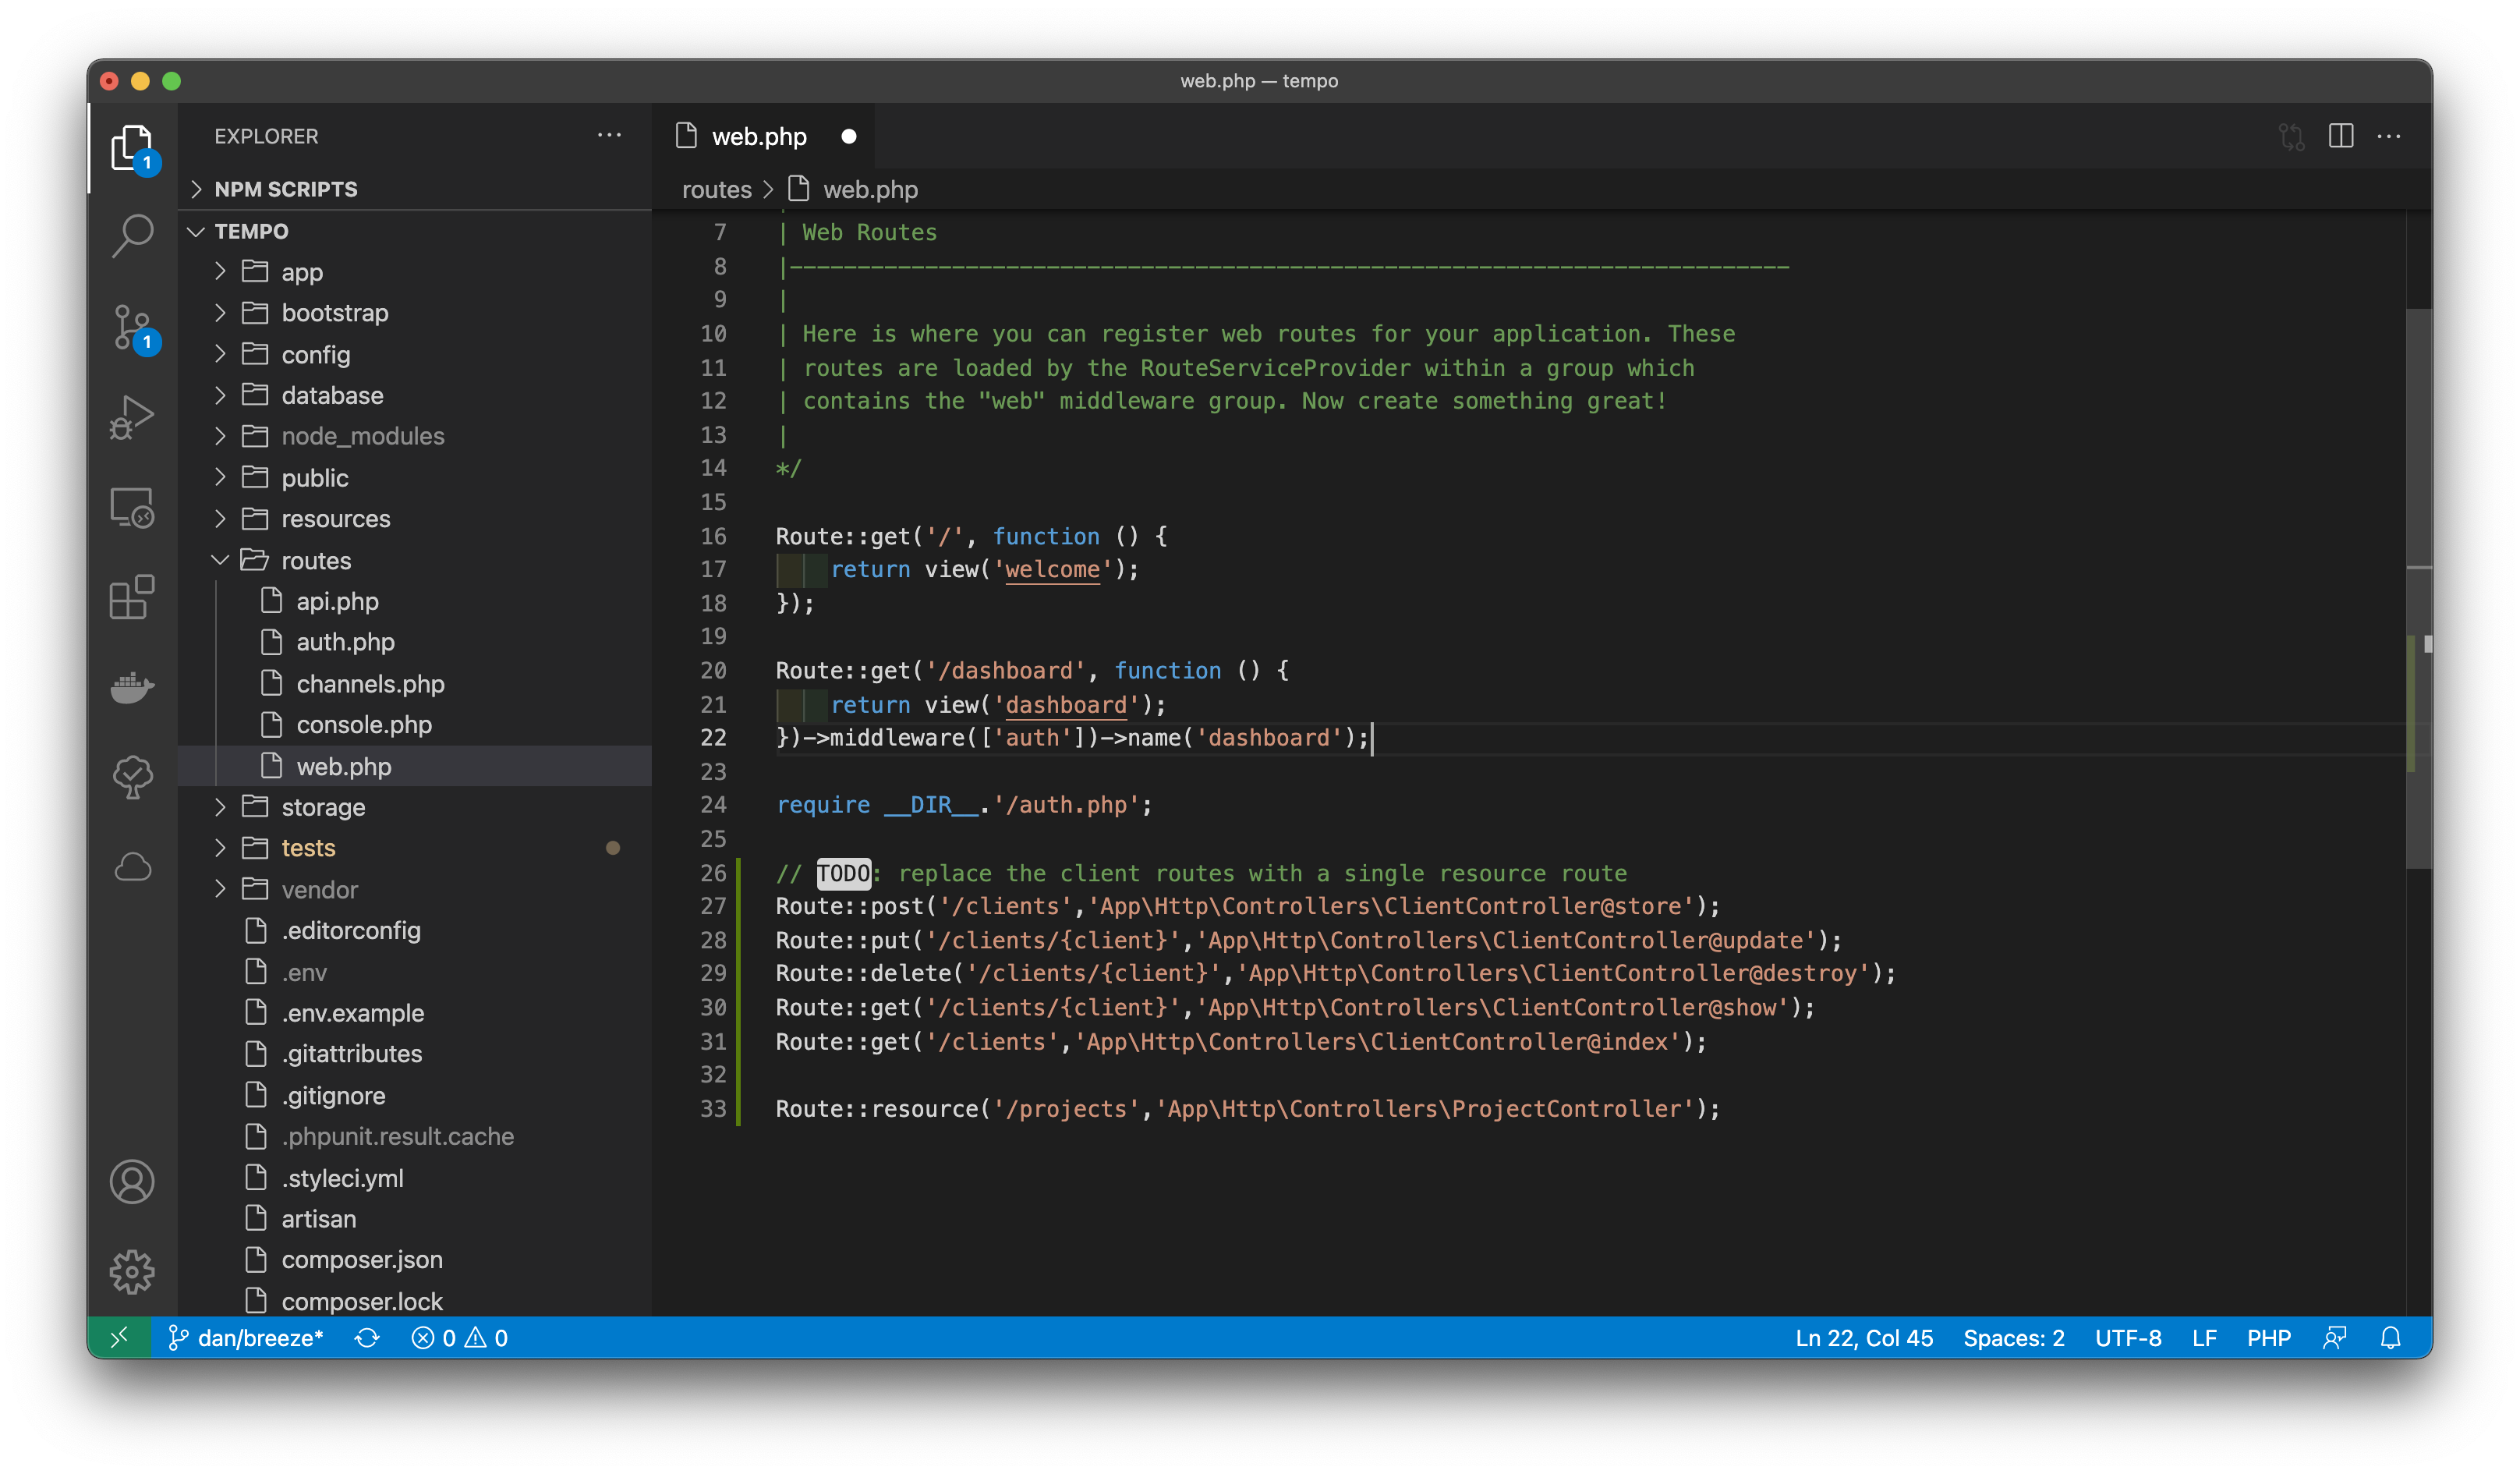 web.php — tempo
EXPLORER
NPM SCRIPTS
TEMPO
app
bootstrap
config
database
node_modules
public
resources
routes
api.php
auth.php
channels.php
console.php
web.php
storage
tests
vendor
.editorconfig
.env
.env.example
.gitattributes
.gitignore
.phpunit.result.cache
.styleci.yml
artisan
composer.json
composer.lock
1
1
web.php
routes > web.php
7 | Web Routes
8 |--------------------------------------------------------------------------
9 |
10 | Here is where you can register web routes for your application. These
11 | routes are loaded by the RouteServiceProvider within a group which
12 | contains the "web" middleware group. Now create something great!
13 |
14 */
15
16 Route::get('/', function () {
17     return view('welcome');
18 });
19
20 Route::get('/dashboard', function () {
21     return view('dashboard');
22 })->middleware(['auth'])->name('dashboard');
23
24 require __DIR__.'/auth.php';
25
26 // TODO: replace the client routes with a single resource route
27 Route::post('/clients','App\Http\Controllers\ClientController@store');
28 Route::put('/clients/{client}','App\Http\Controllers\ClientController@update');
29 Route::delete('/clients/{client}','App\Http\Controllers\ClientController@destroy');
30 Route::get('/clients/{client}','App\Http\Controllers\ClientController@show');
31 Route::get('/clients','App\Http\Controllers\ClientController@index');
32
33 Route::resource('/projects','App\Http\Controllers\ProjectController');
dan/breeze* 0 0 Ln 22, Col 45 Spaces: 2 UTF-8 LF PHP